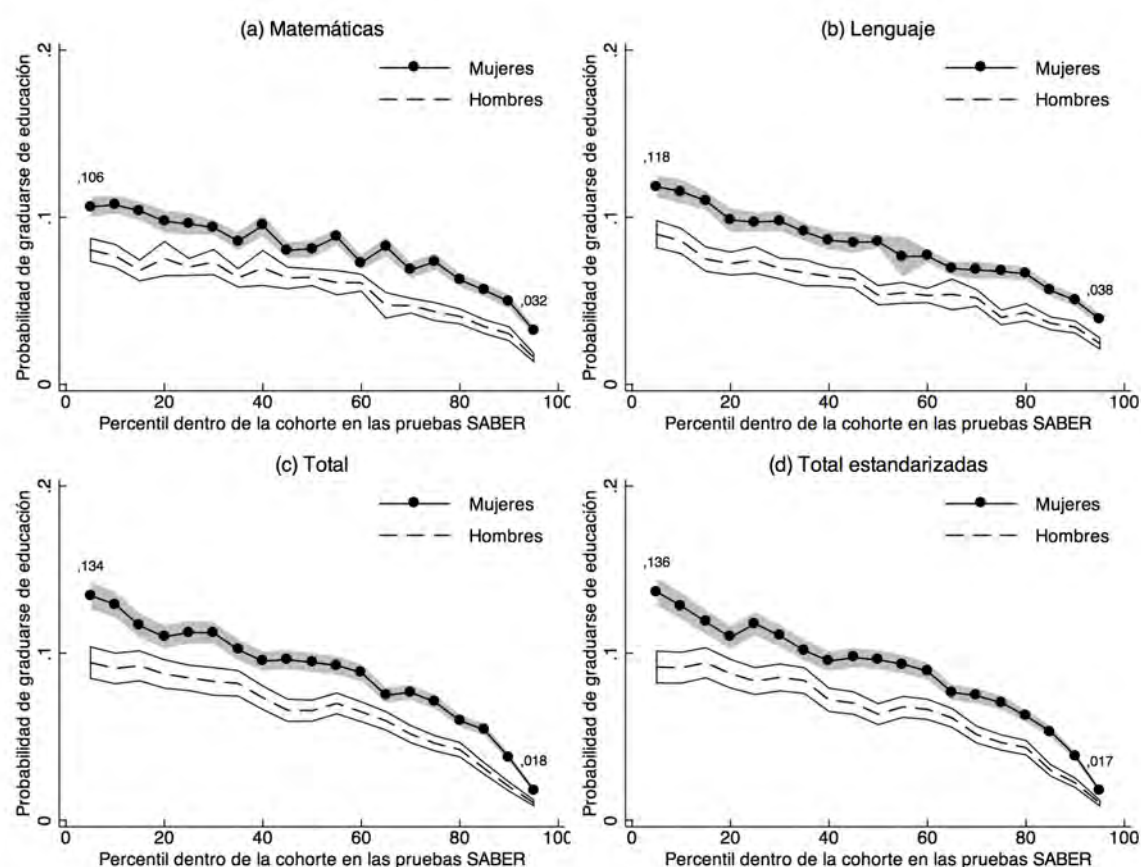 (a) Matemáticas
Probabilidad de graduarse de educación
,2
,1
0
Mujeres
Hombres
,106
,032
0 20 40 60 80 100
Percentil dentro de la cohorte en las pruebas SABER
(b) Lenguaje
Probabilidad de graduarse de educación
,2
,1
0
Mujeres
Hombres
,118
,038
0 20 40 60 80 100
Percentil dentro de la cohorte en las pruebas SABER
(c) Total
Probabilidad de graduarse de educación
,2
,1
0
Mujeres
Hombres
,134
,018
0 20 40 60 80 100
Percentil dentro de la cohorte en las pruebas SABER
(d) Total estandarizadas
Probabilidad de graduarse de educación
,2
,1
0
Mujeres
Hombres
,136
,017
0 20 40 60 80 100
Percentil dentro de la cohorte en las pruebas SABER